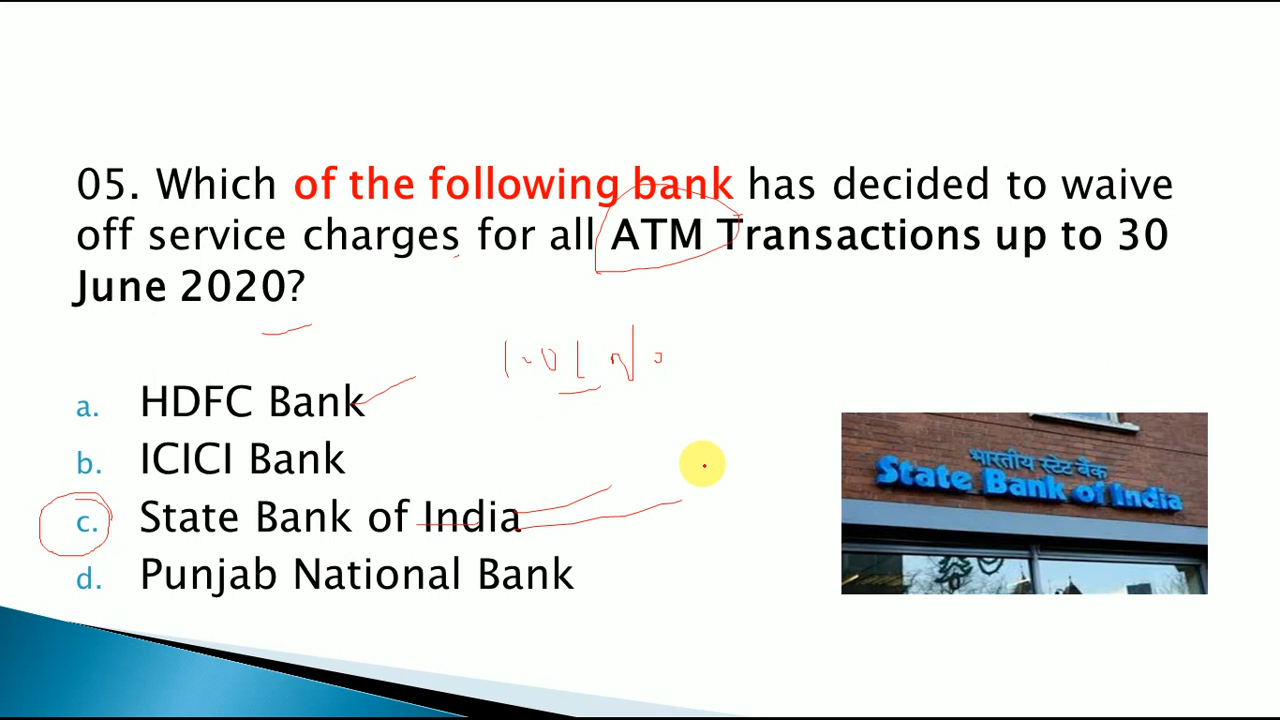 05. Which of the following bank has decided to waive
off service charges for all ATM Transactions up to 30
June 2020?
a. HDFC Bank
b. ICICI Bank
c. State Bank of India
d. Punjab National Bank
भारतीय स्टेट बैंक
State Bank of India